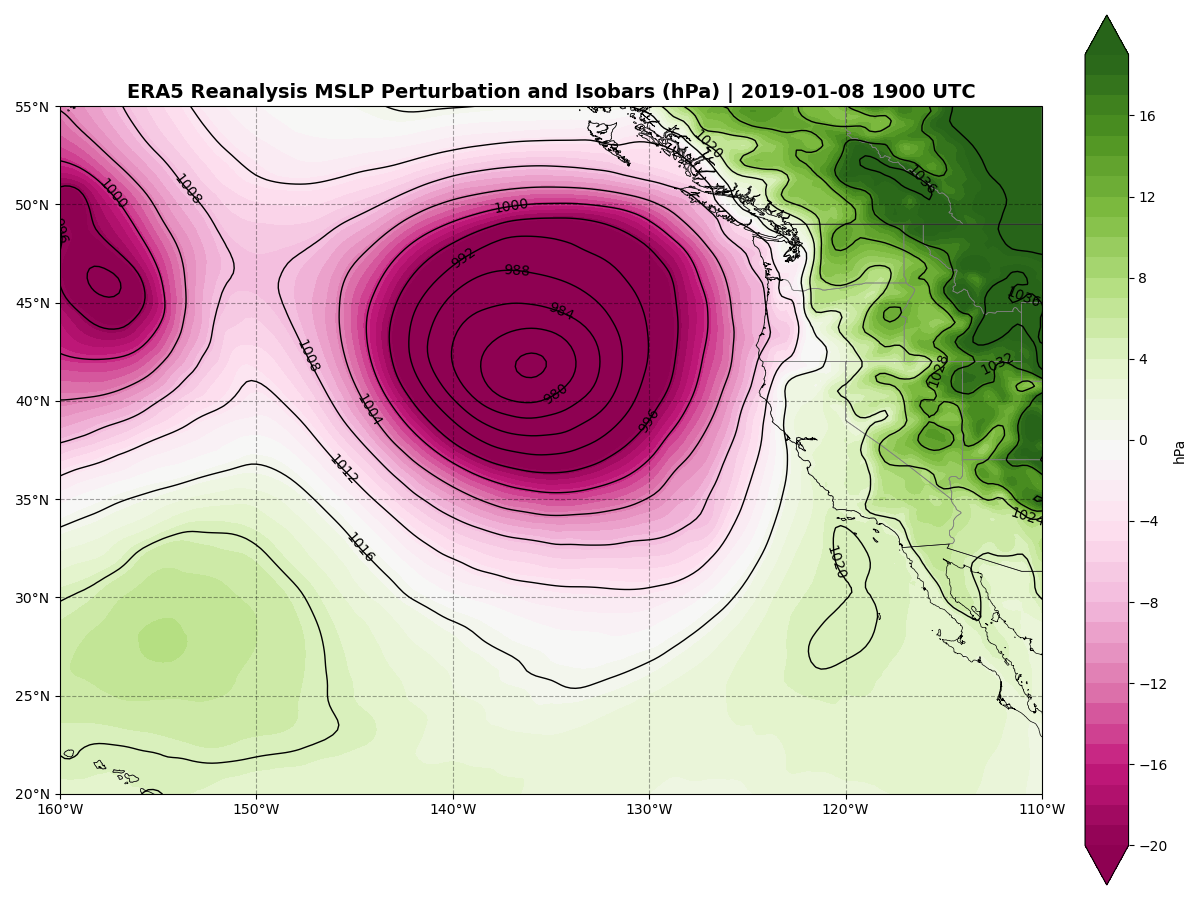 ERA5 Reanalysis MSLP Perturbation and Isobars (hPa) | 2019-01-08 1900 UTC
55°N
50°N
45°N
40°N
35°N
30°N
25°N
20°N
160°W
150°W
140°W
130°W
120°W
110°W
1000
1008
996
1000
992
988
984
980
996
1008
1004
1012
1016
1020
1020
1036
1036
1032
1028
1024
16
12
8
4
0
−4
−8
−12
−16
−20
hPa